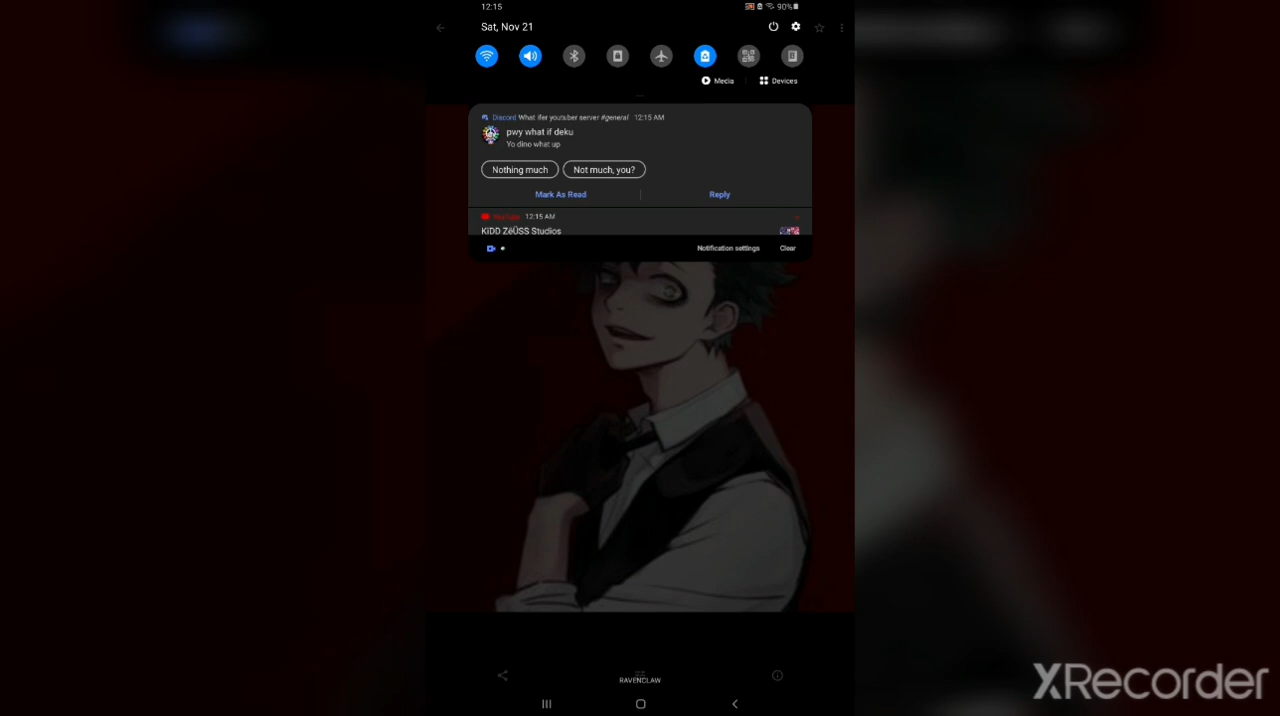 12:15
90%
Sat, Nov 21
Media
Devices
Discord What ifer youtuber server #general 12:15 AM
pwy what if deku
Yo dino what up
Nothing much
Not much, you?
Mark As Read
Reply
YouTube 12:15 AM
KiDD ZéÜSS Studios
Notification settings
Clear
RAVENCLAW
XRecorder